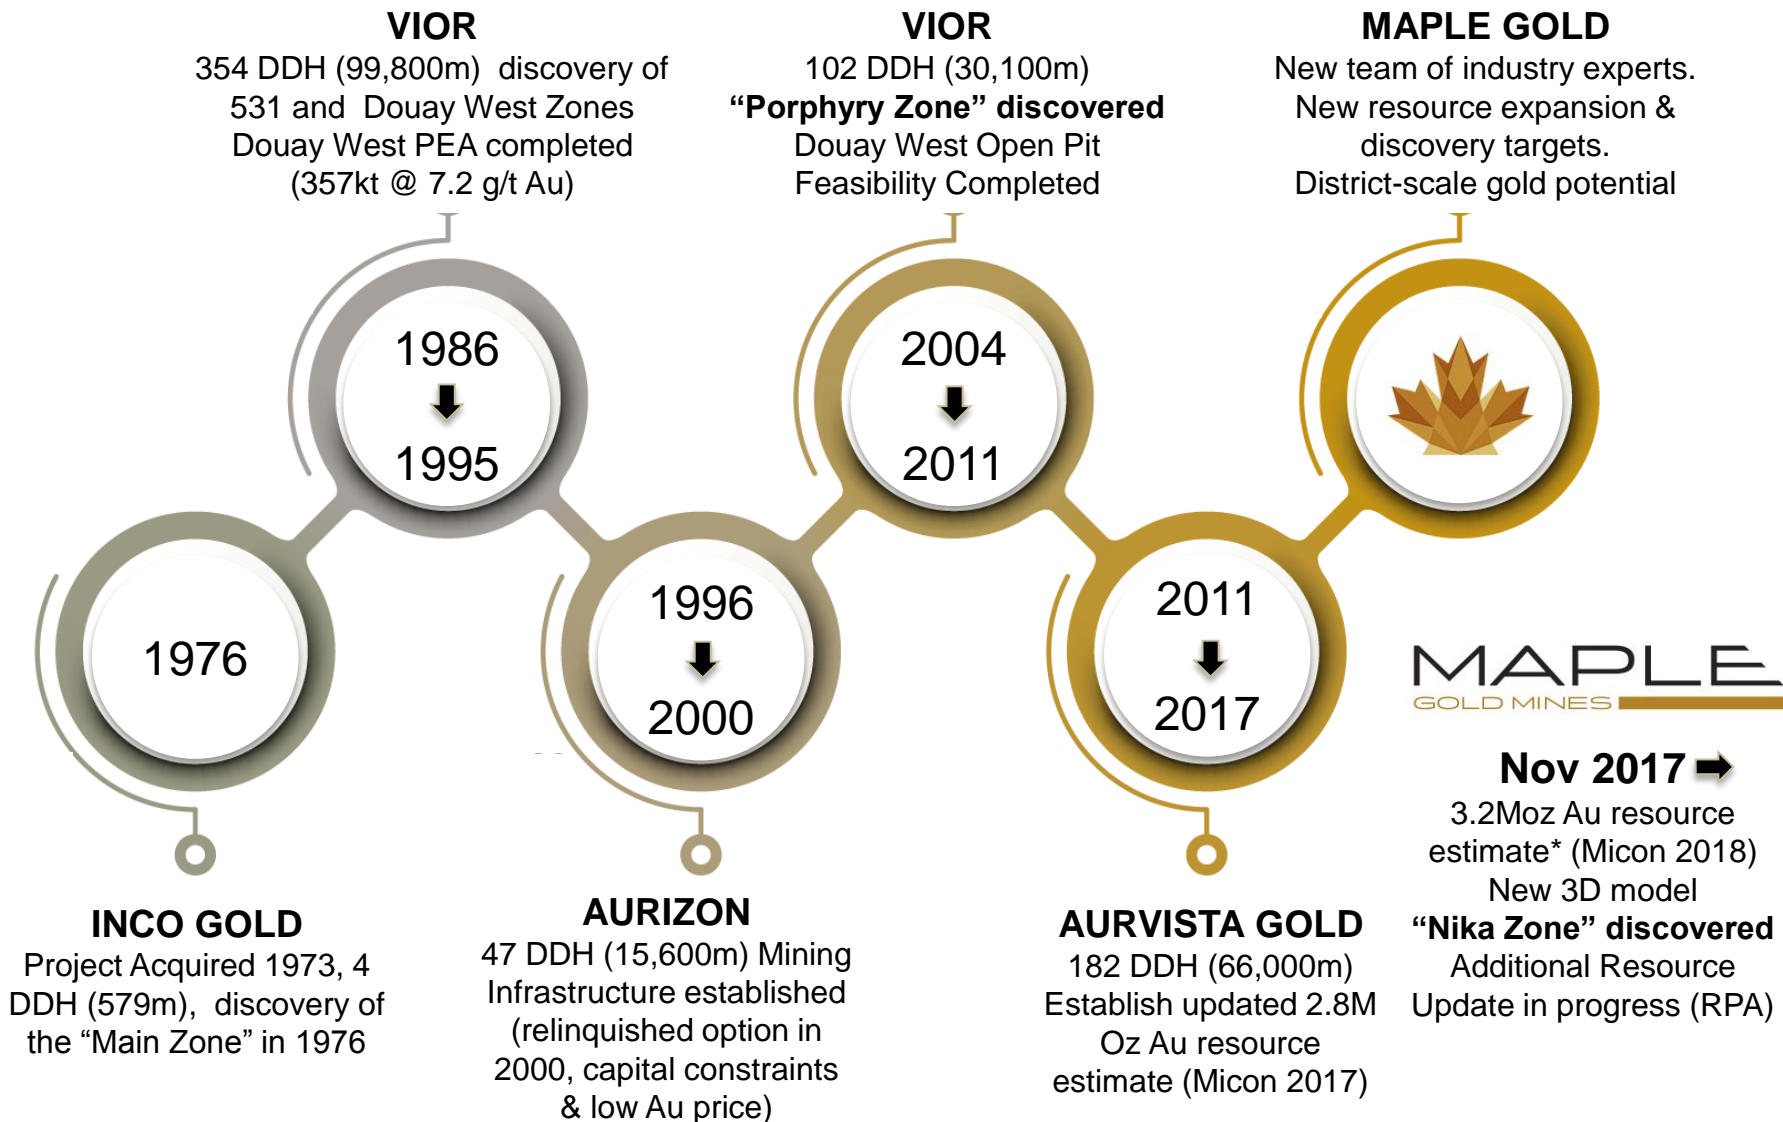 VIOR
354 DDH (99,800m) discovery of
531 and Douay West Zones
Douay West PEA completed
(357kt @ 7.2 g/t Au)
VIOR
102 DDH (30,100m)
“Porphyry Zone” discovered
Douay West Open Pit
Feasibility Completed
MAPLE GOLD
New team of industry experts.
New resource expansion &
discovery targets.
District-scale gold potential
1986
1995
2004
2011
1976
1996
2000
2011
2017
MAPLE
GOLD MINES
INCO GOLD
Project Acquired 1973, 4
DDH (579m), discovery of
the “Main Zone” in 1976
AURIZON
47 DDH (15,600m) Mining
Infrastructure established
(relinquished option in
2000, capital constraints
& low Au price)
AURVISTA GOLD
182 DDH (66,000m)
Establish updated 2.8M
Oz Au resource
estimate (Micon 2017)
Nov 2017
3.2Moz Au resource
estimate* (Micon 2018)
New 3D model
“Nika Zone” discovered
Additional Resource
Update in progress (RPA)